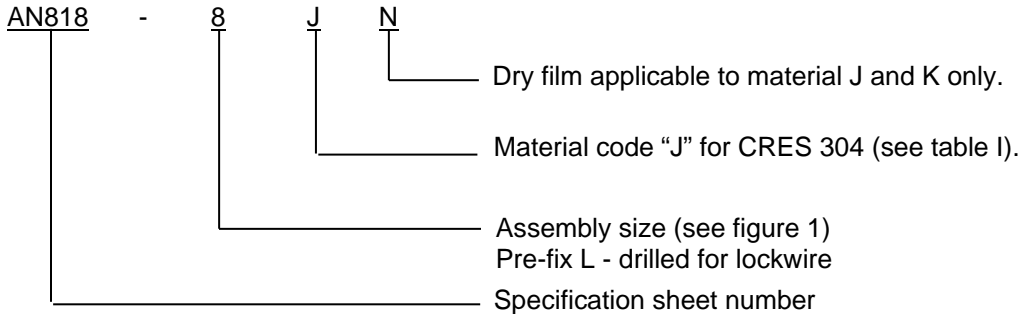 AN818 - 8 J N
Dry film applicable to material J and K only.
Material code “J” for CRES 304 (see table I).
Assembly size (see figure 1)
Pre-fix L - drilled for lockwire
Specification sheet number